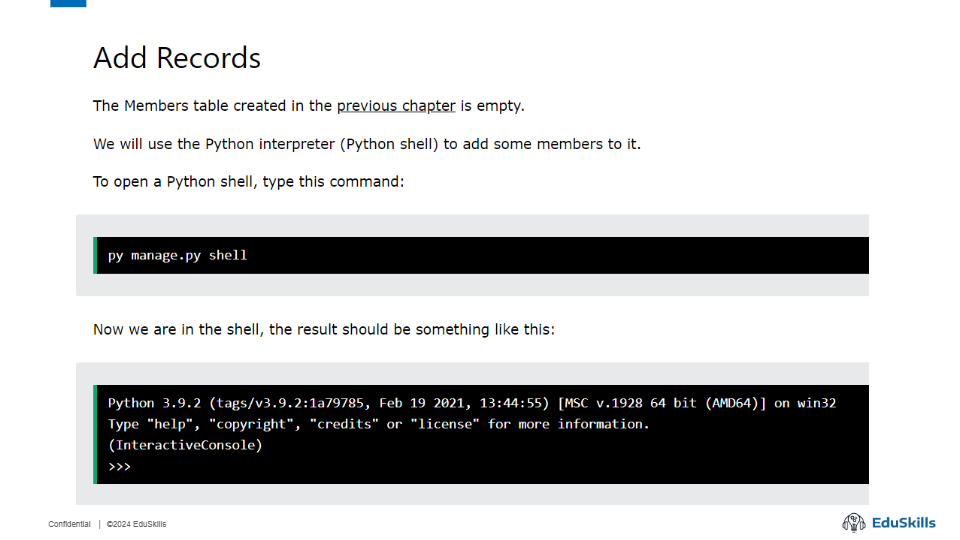 Add Records
The Members table created in the previous chapter is empty.
We will use the Python interpreter (Python shell) to add some members to it.
To open a Python shell, type this command:
py manage.py shell
Now we are in the shell, the result should be something like this:
Python 3.9.2 (tags/v3.9.2:1a79785, Feb 19 2021, 13:44:55) [MSC v.1928 64 bit (AMD64)] on win32
Type "help", "copyright", "credits" or "license" for more information.
(InteractiveConsole)
>>>
Confidential | ©2024 EduSkills
EduSkills